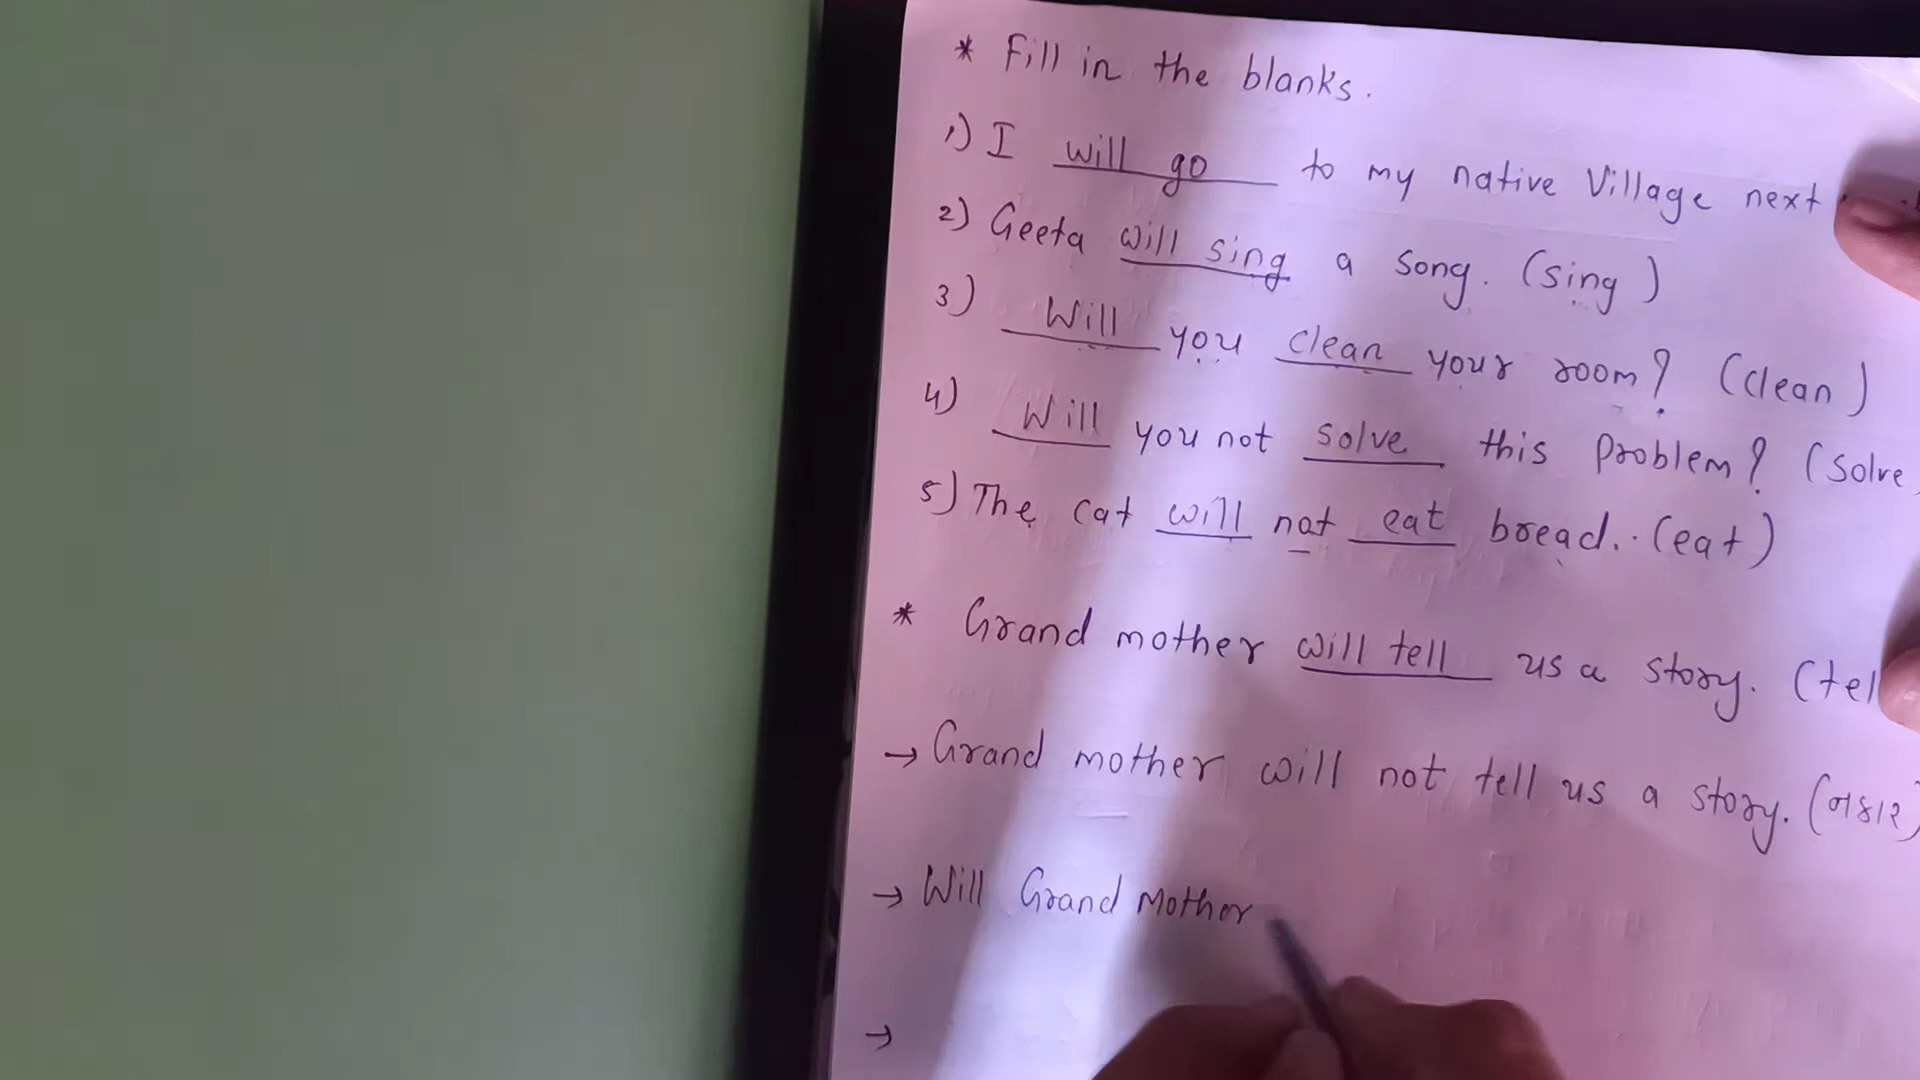 * Fill in the blanks.
1) I will go to my native Village next
2) Geeta will sing a song. (sing)
3) Will you clean your room? (clean)
4) Will you not solve this Problem? (Solve
5) The cat will not eat bread. (eat)
* Grand mother will tell us a story. (tel
→ Grand mother will not tell us a story. (નકાર)
→ Will Grand Mother
→